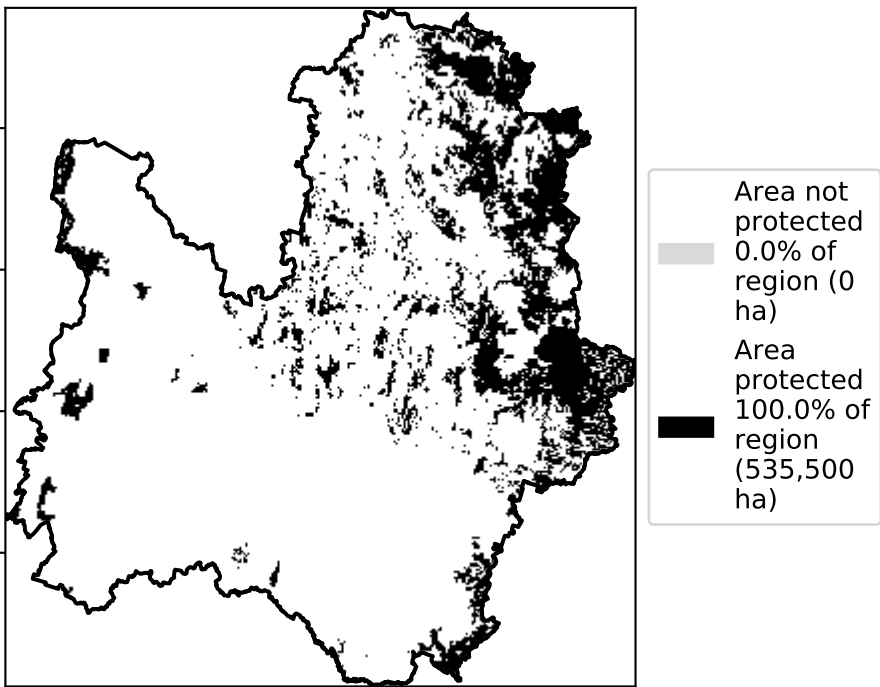 Area not
protected
0.0% of
region (0
ha)
Area
protected
100.0% of
region
(535,500
ha)